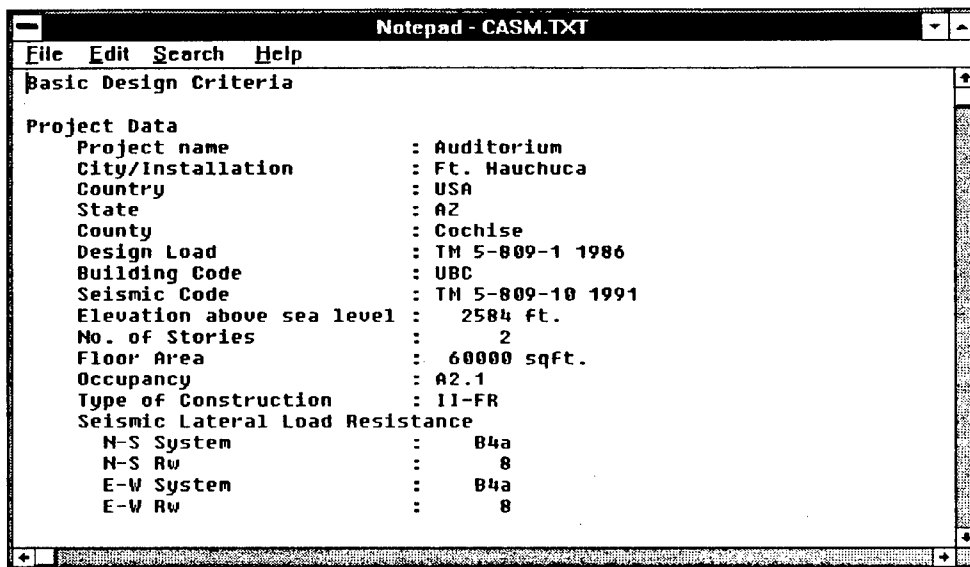 Notepad - CASM.TXT
File Edit Search Help
Basic Design Criteria
Project Data
Project name : Auditorium
City/Installation : Ft. Hauchuca
Country : USA
State : AZ
County : Cochise
Design Load : TM 5-809-1 1986
Building Code : UBC
Seismic Code : TM 5-809-10 1991
Elevation above sea level : 2584 ft.
No. of Stories : 2
Floor Area : 60000 sqft.
Occupancy : A2.1
Type of Construction : II-FR
Seismic Lateral Load Resistance
N-S System : B4a
N-S Rw : 8
E-W System : B4a
E-W Rw : 8